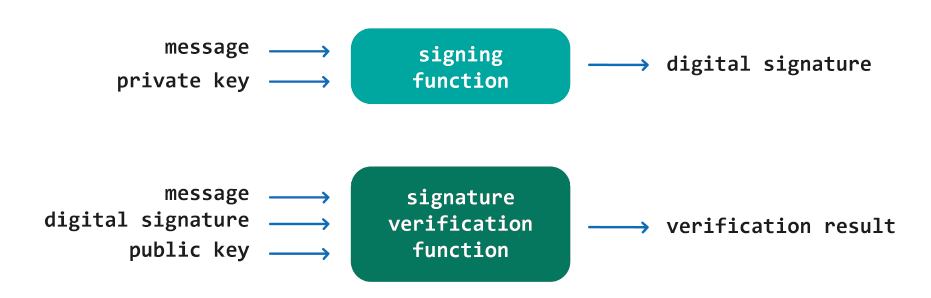 message
private key
signing
function
digital signature
message
digital signature
public key
signature
verification
function
verification result